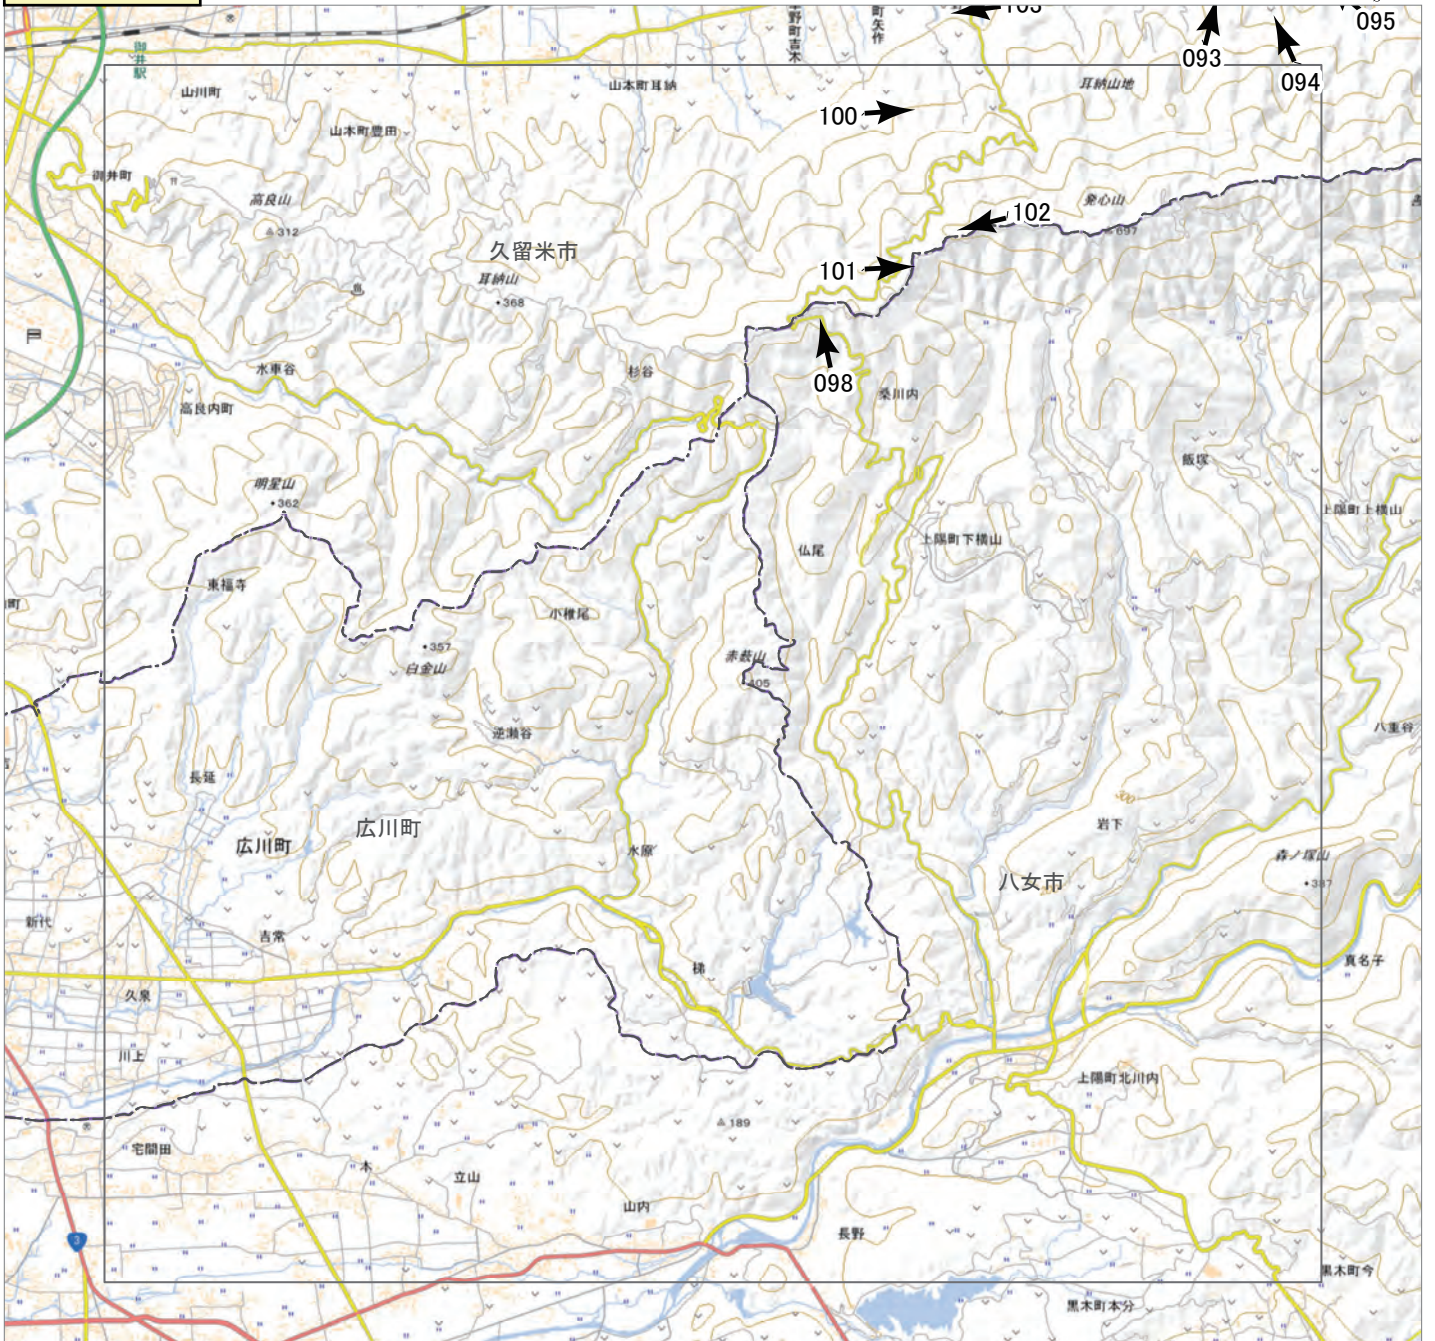 103
095
093
094
御井駅
町矢作
山川町
山本町耳納
耳納山地
100
山本町豊田
御井町
高良山
312
発心山
697
102
久留米市
101
耳納山
368
水車谷
杉谷
098
桑川内
高良内町
飯塚
明星山
362
上陽町上横山
上陽町下横山
仏尾
東福寺
町
小椎尾
357
白金山
赤薮山
405
逆瀬谷
八重谷
長延
300
岩下
広川町
広川町
水原
森ノ塚山
387
八女市
新代
吉常
梯
真名子
久泉
川上
上陽町北川内
189
宅間田
木
立山
山内
長野
3
黒木町今
黒木町本分